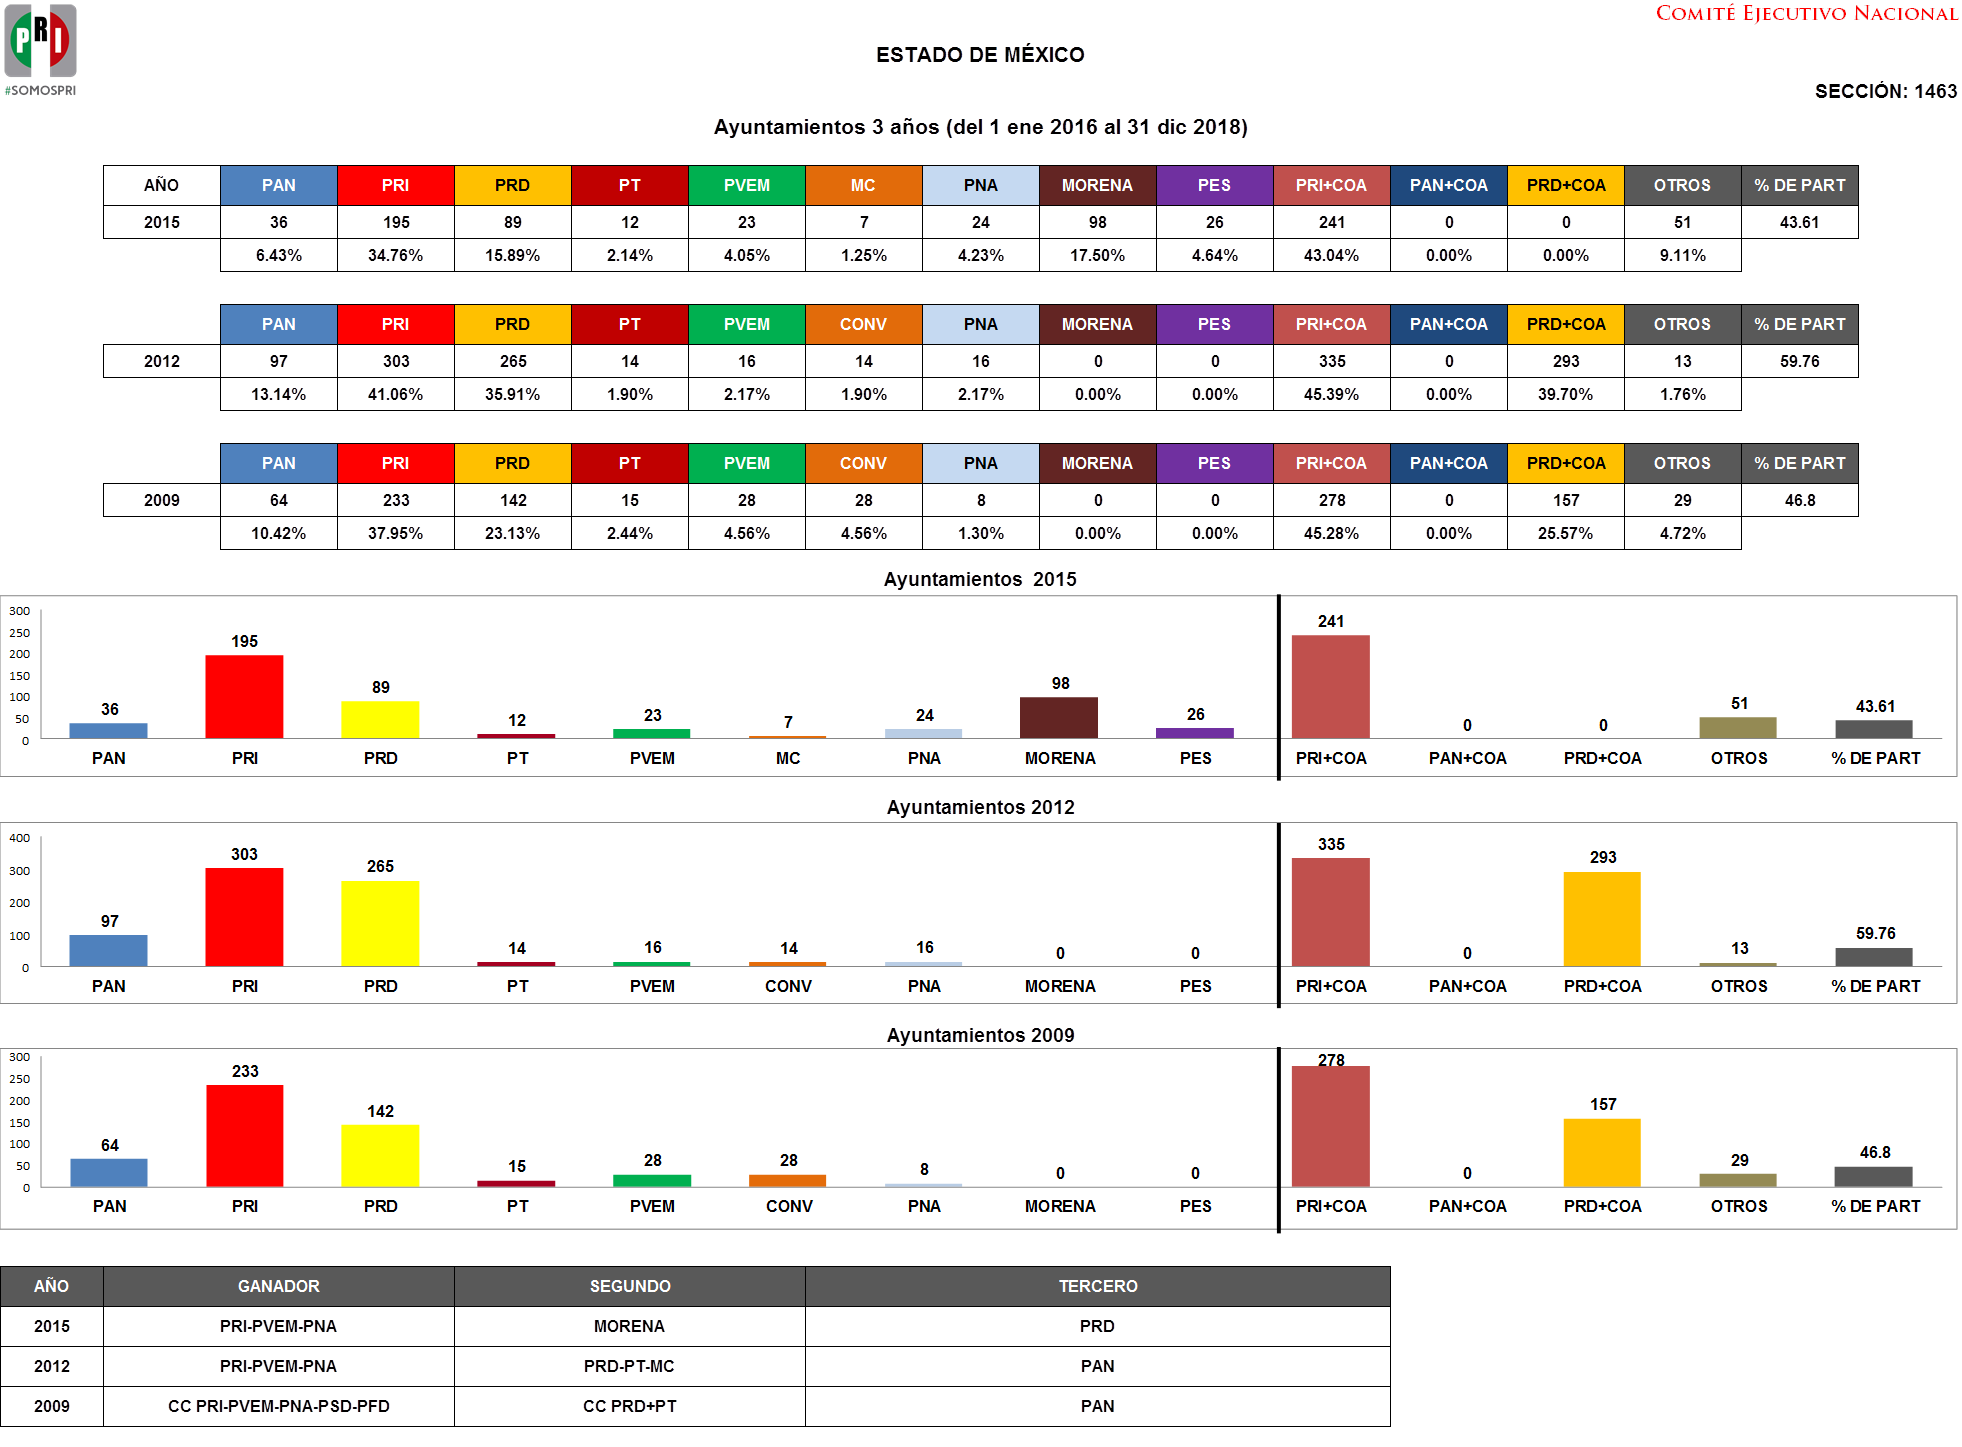 PRI
#SOMOSPRI
COMITÉ EJECUTIVO NACIONAL
ESTADO DE MÉXICO
SECCIÓN: 1463
Ayuntamientos 3 años (del 1 ene 2016 al 31 dic 2018)
AÑO PAN PRI PRD PT PVEM MC PNA MORENA PES PRI+COA PAN+COA PRD+COA OTROS % DE PART
2015 36 195 89 12 23 7 24 98 26 241 0 0 51 43.61
6.43% 34.76% 15.89% 2.14% 4.05% 1.25% 4.23% 17.50% 4.64% 43.04% 0.00% 0.00% 9.11%
PAN PRI PRD PT PVEM CONV PNA MORENA PES PRI+COA PAN+COA PRD+COA OTROS % DE PART
2012 97 303 265 14 16 14 16 0 0 335 0 293 13 59.76
13.14% 41.06% 35.91% 1.90% 2.17% 1.90% 2.17% 0.00% 0.00% 45.39% 0.00% 39.70% 1.76%
PAN PRI PRD PT PVEM CONV PNA MORENA PES PRI+COA PAN+COA PRD+COA OTROS % DE PART
2009 64 233 142 15 28 28 8 0 0 278 0 157 29 46.8
10.42% 37.95% 23.13% 2.44% 4.56% 4.56% 1.30% 0.00% 0.00% 45.28% 0.00% 25.57% 4.72%
Ayuntamientos 2015
300
250
200
150
100
50
0
36 195 89 12 23 7 24 98 26 241 0 0 51 43.61
PAN PRI PRD PT PVEM MC PNA MORENA PES PRI+COA PAN+COA PRD+COA OTROS % DE PART
Ayuntamientos 2012
400
300
200
100
0
97 303 265 14 16 14 16 0 0 335 0 293 13 59.76
PAN PRI PRD PT PVEM CONV PNA MORENA PES PRI+COA PAN+COA PRD+COA OTROS % DE PART
Ayuntamientos 2009
300
250
200
150
100
50
0
64 233 142 15 28 28 8 0 0 278 0 157 29 46.8
PAN PRI PRD PT PVEM CONV PNA MORENA PES PRI+COA PAN+COA PRD+COA OTROS % DE PART
AÑO GANADOR SEGUNDO TERCERO
2015 PRI-PVEM-PNA MORENA PRD
2012 PRI-PVEM-PNA PRD-PT-MC PAN
2009 CC PRI-PVEM-PNA-PSD-PFD CC PRD+PT PAN